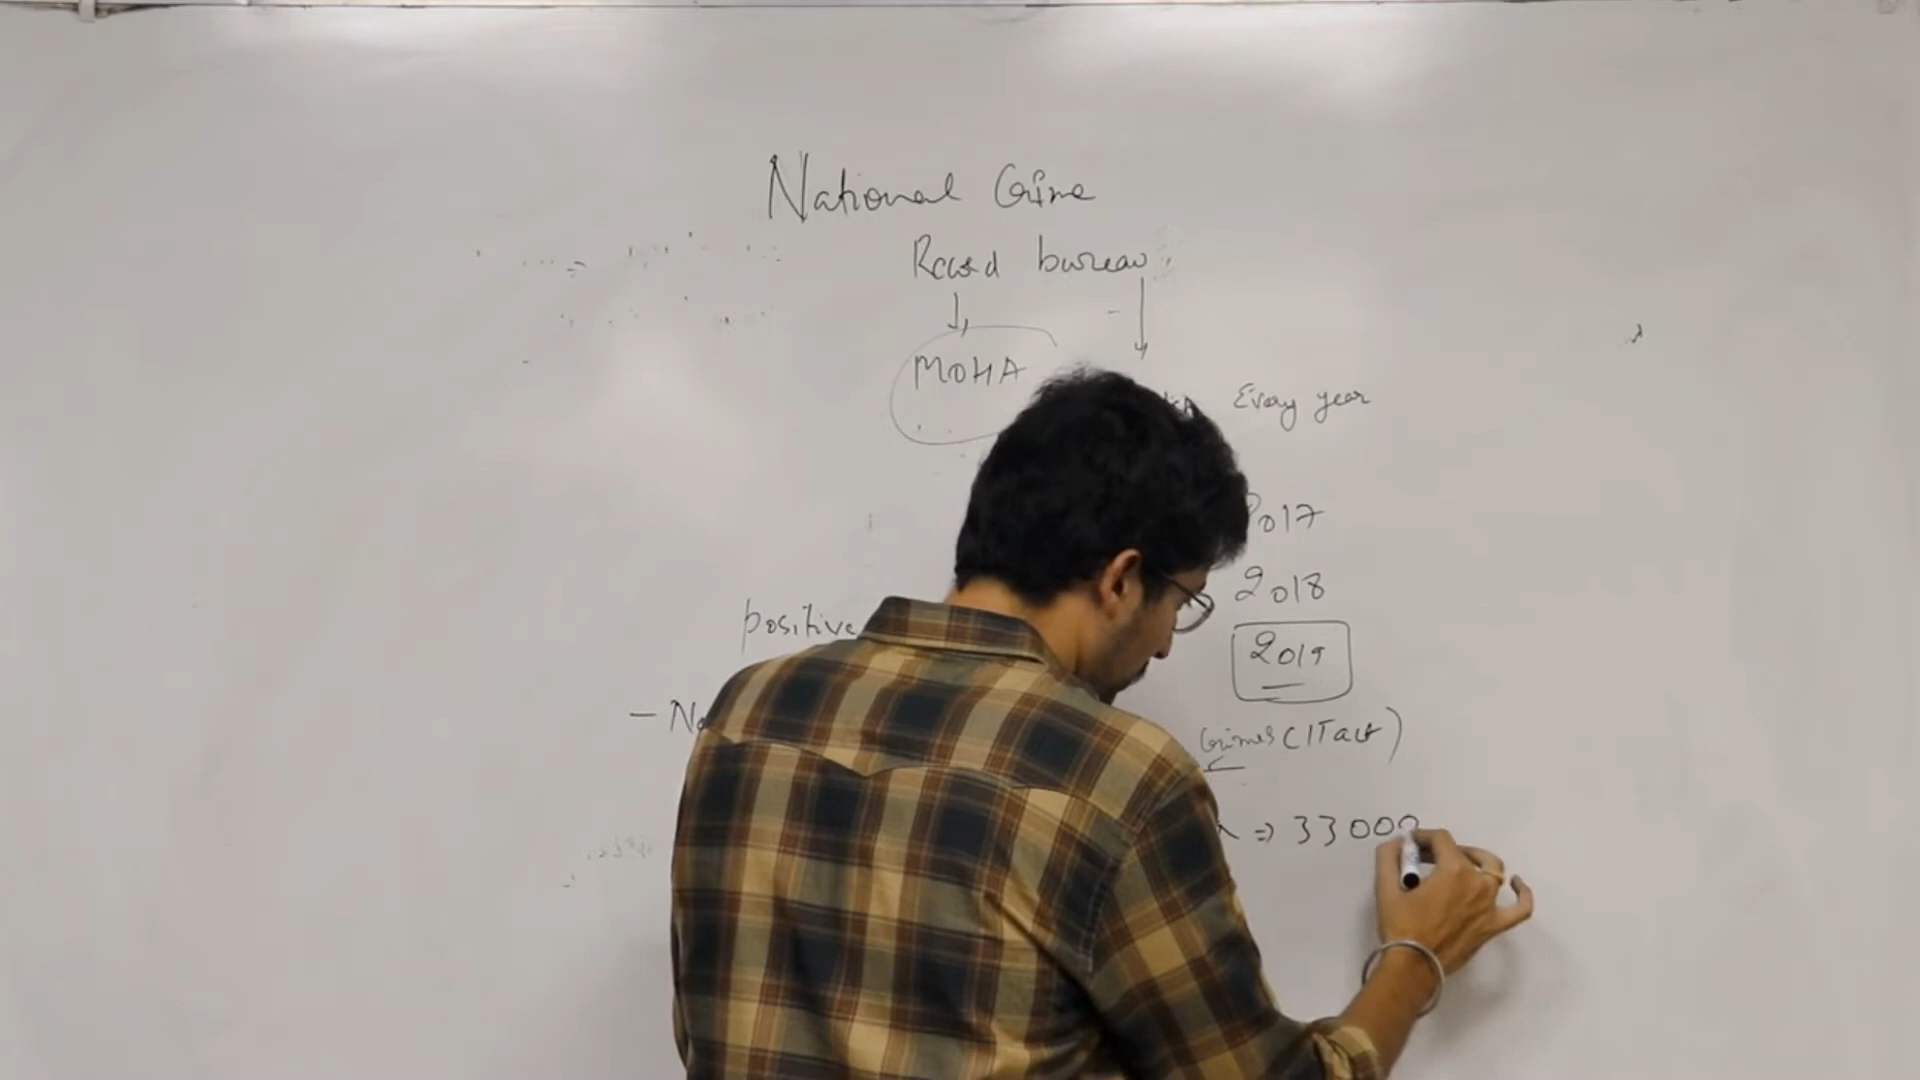 National Crime
Record bureau
MOHA
Every year
2017
2018
positive
2019
- No
Crimes (IT act)
=> 33000